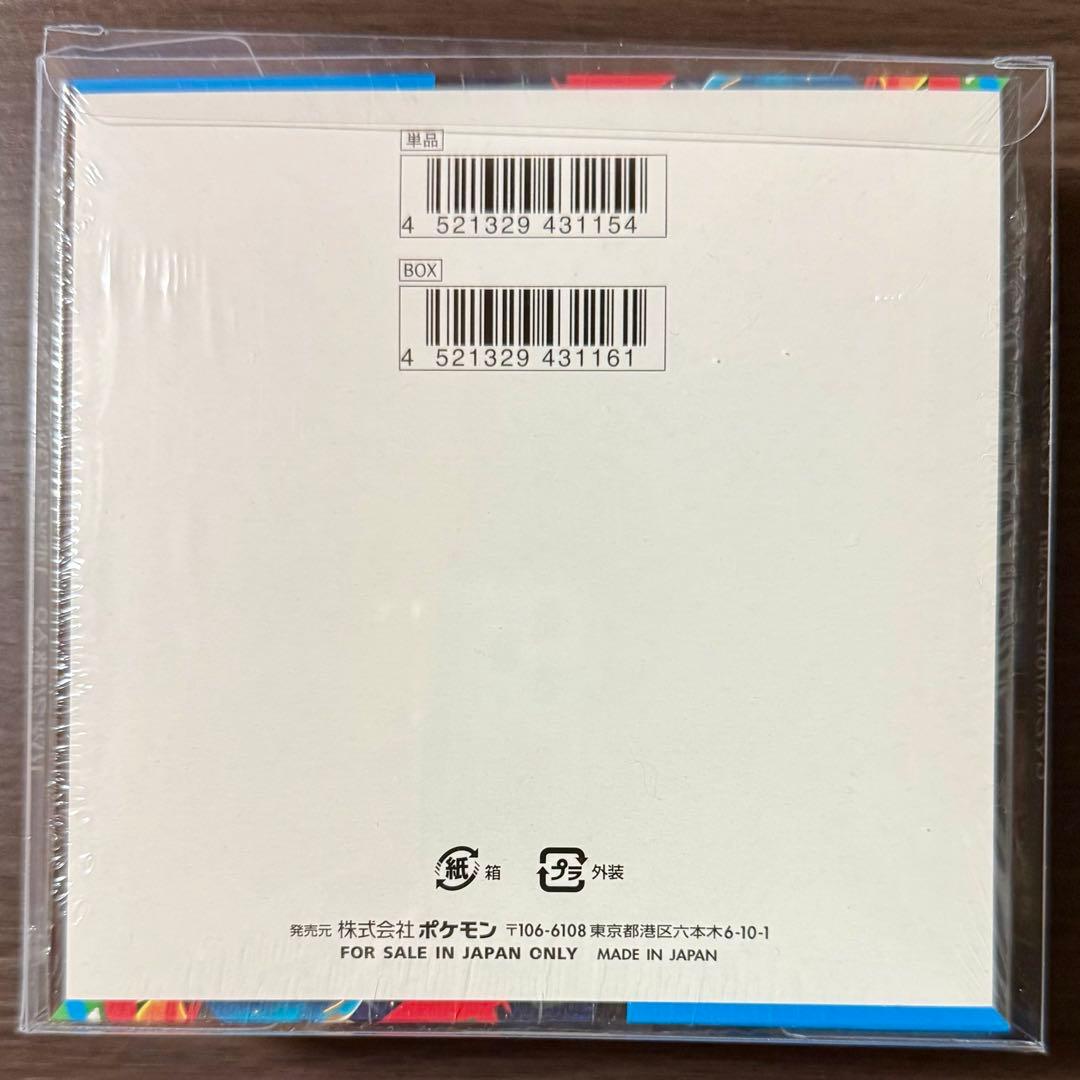 単品
4 521329 431154
BOX
4 521329 431161
紙 箱 プラ 外装
発売元 株式会社 ポケモン 〒106-6108 東京都港区六本木6-10-1
FOR SALE IN JAPAN ONLY MADE IN JAPAN